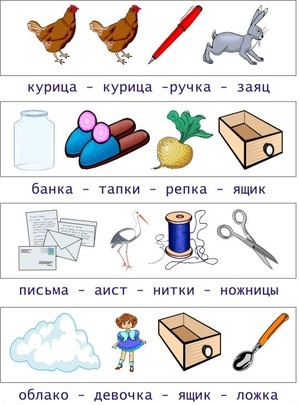 курица - курица -ручка - заяц
банка - тапки - репка - ящик
письма - аист - нитки - ножницы
облако - девочка - ящик - ложка